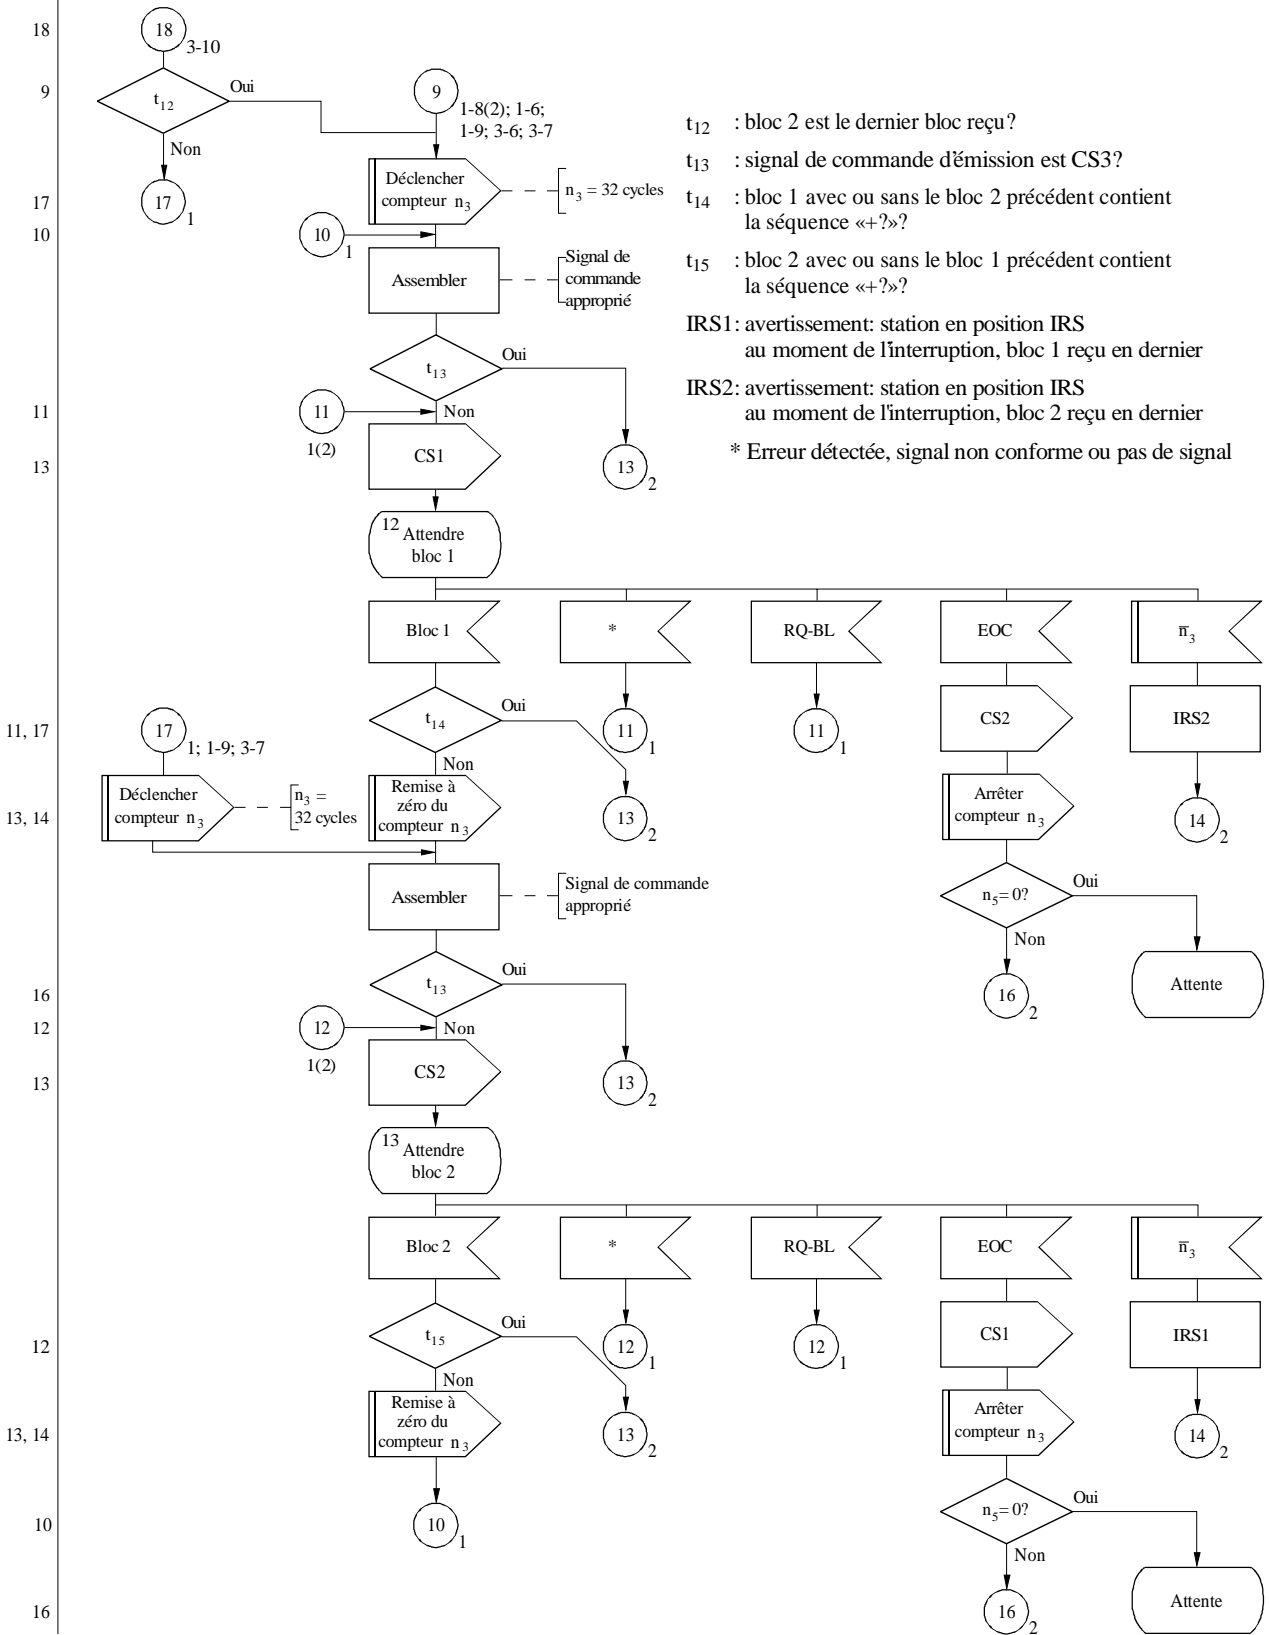 18
18
3-10
9
t12
Oui
9
1-8(2); 1-6;
1-9; 3-6; 3-7
Non
17
17
1
Déclencher
compteur n3
n3 = 32 cycles
10
10
1
Assembler
Signal de
commande
approprié
t13
Oui
11
11
1(2)
Non
13
CS1
13
2
12 Attendre
bloc 1
t12 : bloc 2 est le dernier bloc reçu?
t13 : signal de commande d'émission est CS3?
t14 : bloc 1 avec ou sans le bloc 2 précédent contient
la séquence «+?»?
t15 : bloc 2 avec ou sans le bloc 1 précédent contient
la séquence «+?»?
IRS1: avertissement: station en position IRS
au moment de l'interruption, bloc 1 reçu en dernier
IRS2: avertissement: station en position IRS
au moment de l'interruption, bloc 2 reçu en dernier
* Erreur détectée, signal non conforme ou pas de signal
Bloc 1
*
RQ-BL
EOC
n̅3
11, 17
17
1; 1-9; 3-7
t14
Oui
11
1
11
1
CS2
IRS2
Non
13, 14
Déclencher
compteur n3
n3 =
32 cycles
Remise à
zéro du
compteur n3
13
2
Arrêter
compteur n3
14
2
Assembler
Signal de commande
approprié
n5= 0?
Oui
Non
16
t13
Oui
16
2
Attente
12
12
1(2)
Non
13
CS2
13
2
13 Attendre
bloc 2
Bloc 2
*
RQ-BL
EOC
n̅3
12
t15
Oui
12
1
12
1
CS1
IRS1
Non
13, 14
Remise à
zéro du
compteur n3
13
2
Arrêter
compteur n3
14
2
10
10
1
n5= 0?
Oui
Non
16
16
2
Attente